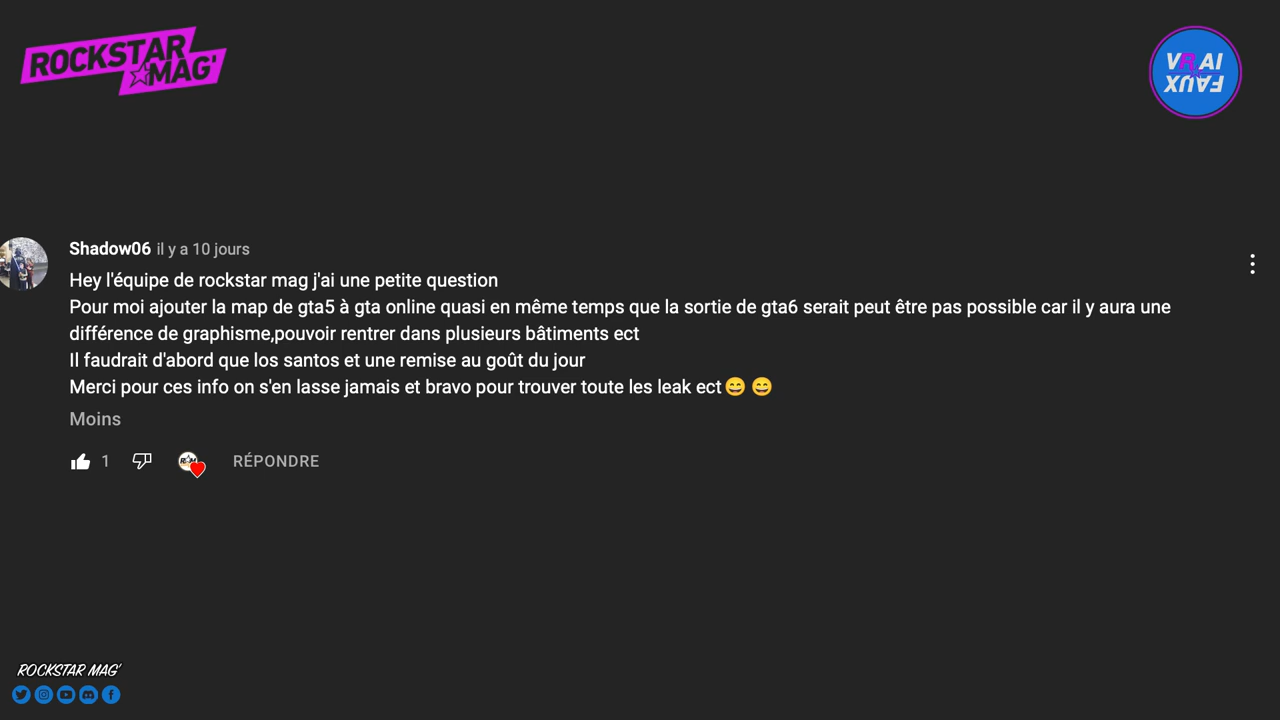 ROCKSTAR
MAG'
VRAI
FAUX
Shadow06 il y a 10 jours
Hey l'équipe de rockstar mag j'ai une petite question
Pour moi ajouter la map de gta5 à gta online quasi en même temps que la sortie de gta6 serait peut être pas possible car il y aura une
différence de graphisme,pouvoir rentrer dans plusieurs bâtiments ect
Il faudrait d'abord que los santos et une remise au goût du jour
Merci pour ces info on s'en lasse jamais et bravo pour trouver toute les leak ect😄 😄
Moins
1 RÉPONDRE
ROCKSTAR MAG'